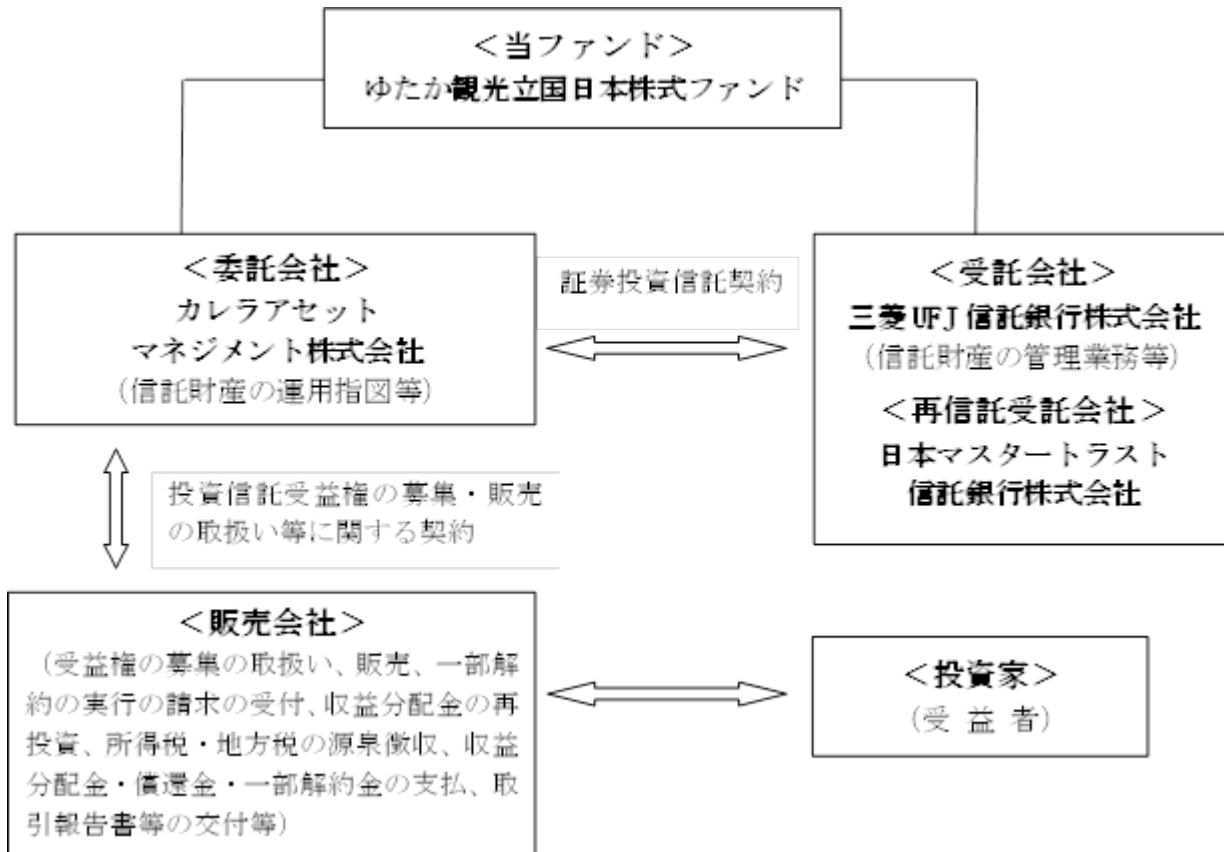 ＜当ファンド＞
ゆたか観光立国日本株式ファンド
＜委託会社＞
カレラアセット
マネジメント株式会社
（信託財産の運用指図等）
証券投資信託契約
＜受託会社＞
三菱UFJ信託銀行株式会社
（信託財産の管理業務等）
＜再信託受託会社＞
日本マスタートラスト
信託銀行株式会社
投資信託受益権の募集・販売
の取扱い等に関する契約
＜販売会社＞
（受益権の募集の取扱い、販売、一部解
約の実行の請求の受付、収益分配金の再
投資、所得税・地方税の源泉徴収、収益
分配金・償還金・一部解約金の支払、取
引報告書等の交付等）
＜投資家＞
（受 益 者）